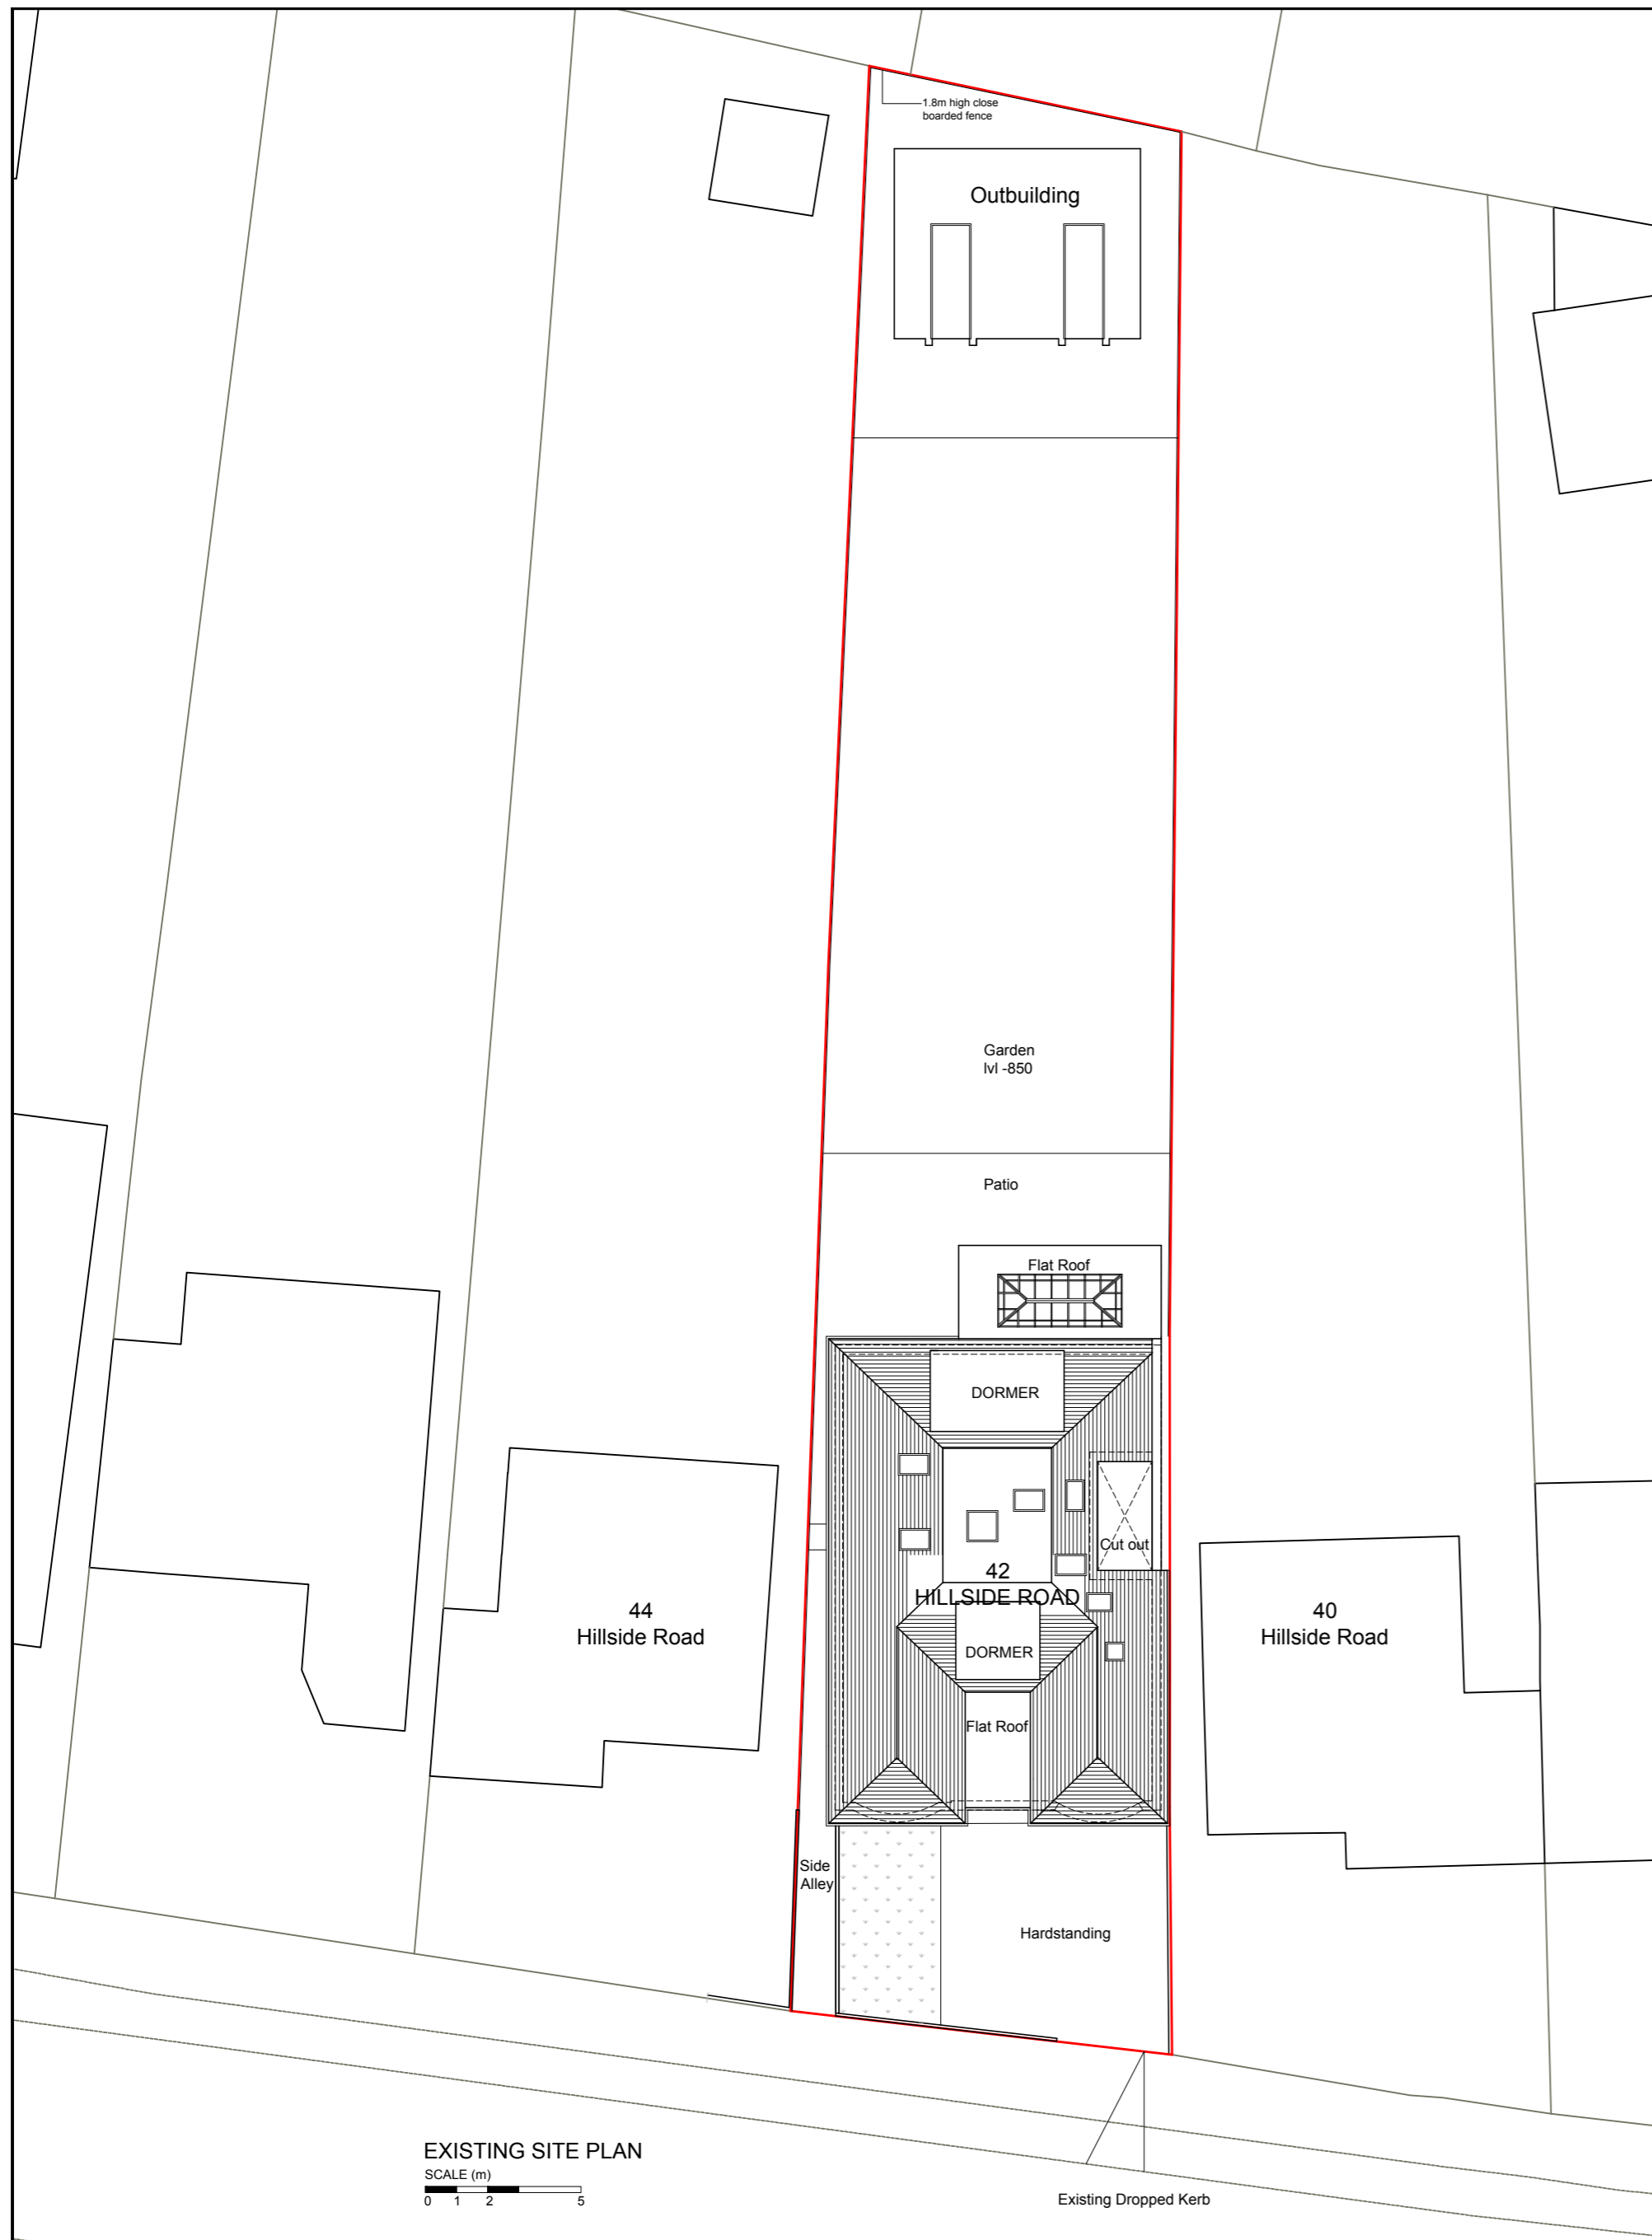 1.8m high close
boarded fence
Outbuilding
Garden
lvl -850
Patio
Flat Roof
DORMER
Cut out
42
HILLSIDE ROAD
44
Hillside Road
40
Hillside Road
DORMER
Flat Roof
Side
Alley
Hardstanding
EXISTING SITE PLAN
SCALE (m)
0 1 2 5
Existing Dropped Kerb